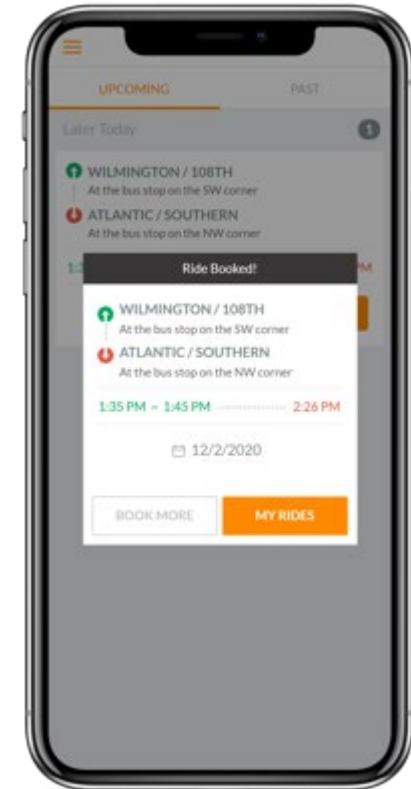 UPCOMING PAST
Later Today 1
WILMINGTON / 108TH
At the bus stop on the SW corner
ATLANTIC / SOUTHERN
At the bus stop on the NW corner
Ride Booked!
WILMINGTON / 108TH
At the bus stop on the SW corner
ATLANTIC / SOUTHERN
At the bus stop on the NW corner
1:35 PM - 1:45 PM 2:26 PM
12/2/2020
BOOK MORE MY RIDES